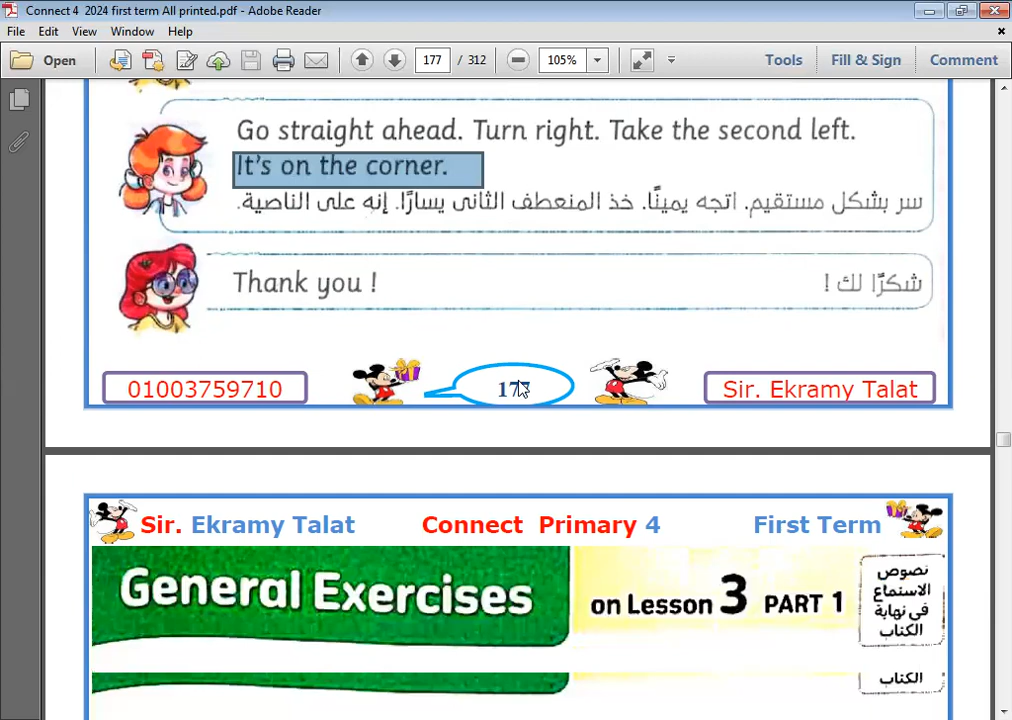 Connect 4 2024 first term All printed.pdf - Adobe Reader
File Edit View Window Help
Open 177 / 312 105% Tools Fill & Sign Comment
Go straight ahead. Turn right. Take the second left.
It's on the corner.
سر بشكل مستقيم. اتجه يمينًا. خذ المنعطف الثانى يسارًا. إنه على الناصية.
Thank you ! شكرًا لك !
01003759710 177 Sir. Ekramy Talat
Sir. Ekramy Talat Connect Primary 4 First Term
General Exercises on Lesson 3 PART 1
نصوص
الاستماع
فى نهاية
الكتاب
الكتاب